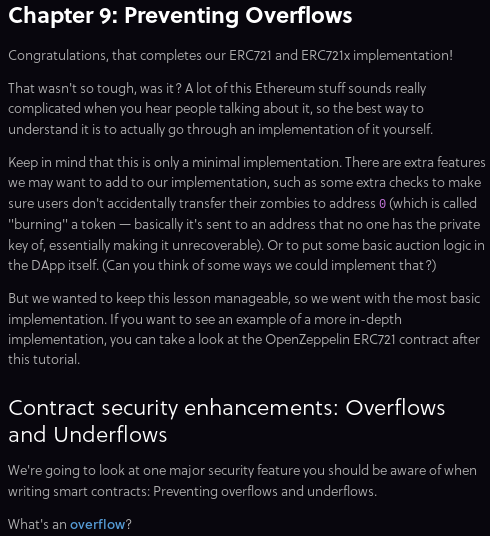 Chapter 9: Preventing Overflows
Congratulations, that completes our ERC721 and ERC721x implementation!
That wasn't so tough, was it? A lot of this Ethereum stuff sounds really
complicated when you hear people talking about it, so the best way to
understand it is to actually go through an implementation of it yourself.
Keep in mind that this is only a minimal implementation. There are extra features
we may want to add to our implementation, such as some extra checks to make
sure users don't accidentally transfer their zombies to address 0 (which is called
"burning" a token — basically it's sent to an address that no one has the private
key of, essentially making it unrecoverable). Or to put some basic auction logic in
the DApp itself. (Can you think of some ways we could implement that?)
But we wanted to keep this lesson manageable, so we went with the most basic
implementation. If you want to see an example of a more in-depth
implementation, you can take a look at the OpenZeppelin ERC721 contract after
this tutorial.
Contract security enhancements: Overflows
and Underflows
We're going to look at one major security feature you should be aware of when
writing smart contracts: Preventing overflows and underflows.
What's an overflow?